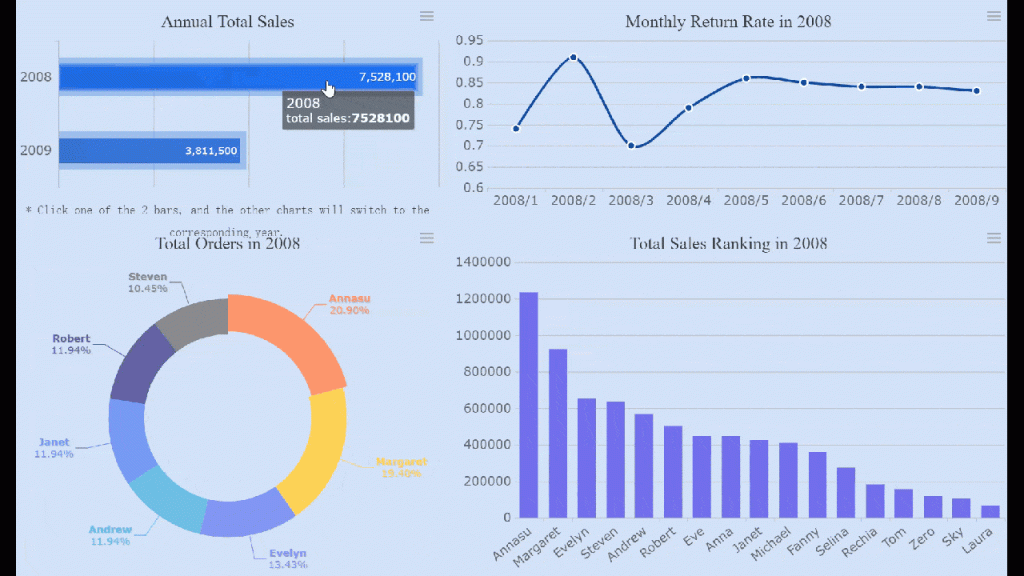 Annual Total Sales
2008
7,528,100
2008
total sales:7528100
2009
3,811,500
* Click one of the 2 bars, and the other charts will switch to the
corresponding year.
Monthly Return Rate in 2008
0.95
0.9
0.85
0.8
0.75
0.7
0.65
0.6
2008/1 2008/2 2008/3 2008/4 2008/5 2008/6 2008/7 2008/8 2008/9
Total Orders in 2008
Steven
10.45%
Annasu
20.90%
Robert
11.94%
Janet
11.94%
Margaret
19.40%
Andrew
11.94%
Evelyn
13.43%
Total Sales Ranking in 2008
1400000
1200000
1000000
800000
600000
400000
200000
0
Annasu Margaret Evelyn Steven Andrew Robert Eve Anna Janet Michael Fanny Selina Rechia Tom Zero Sky Laura